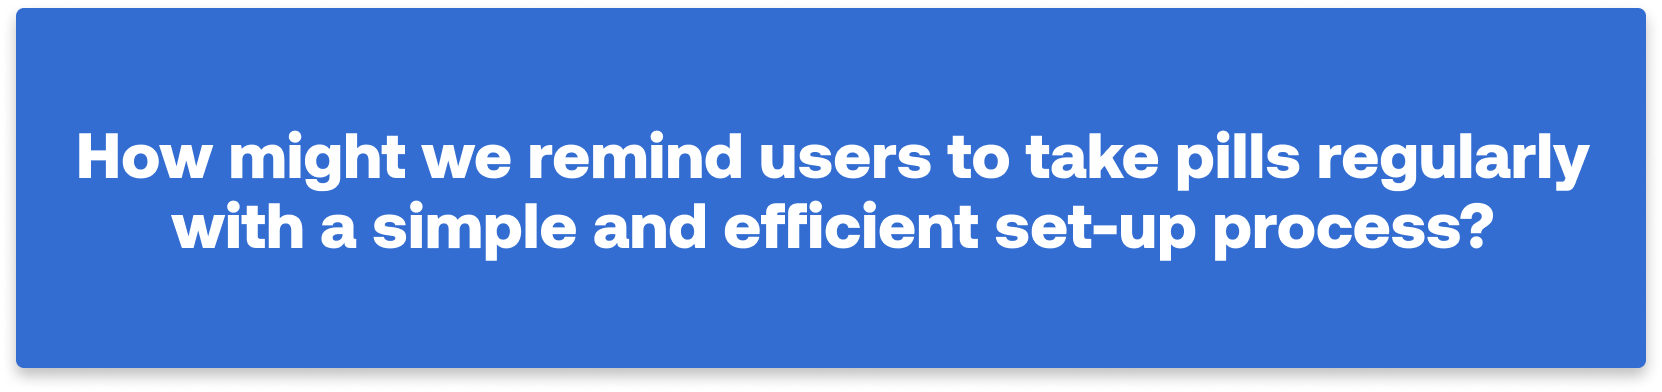 How might we remind users to take pills regularly
with a simple and efficient set-up process?